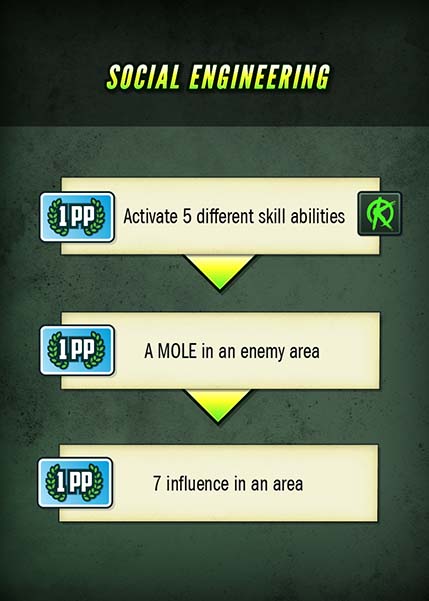 SOCIAL ENGINEERING
1 PP Activate 5 different skill abilities K
1 PP A MOLE in an enemy area
1 PP 7 influence in an area